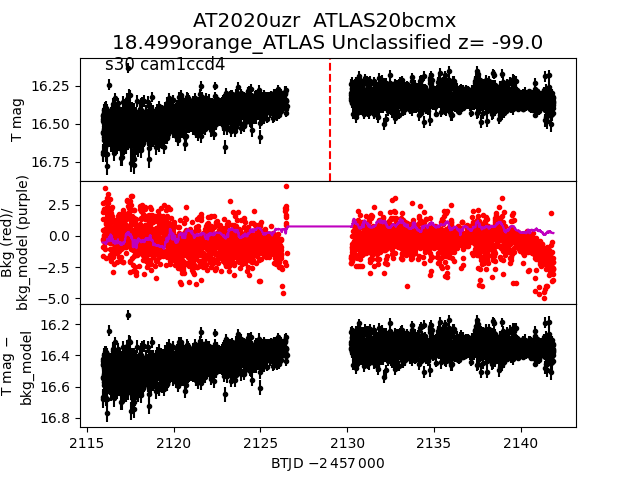 AT2020uzr ATLAS20bcmx
18.499orange_ATLAS Unclassified z= -99.0
s30 cam1ccd4
T mag
16.25
16.50
16.75
Bkg (red)/
bkg_model (purple)
2.5
0.0
−2.5
−5.0
T mag −
bkg_model
16.2
16.4
16.6
16.8
2115
2120
2125
2130
2135
2140
BTJD −2 457 000